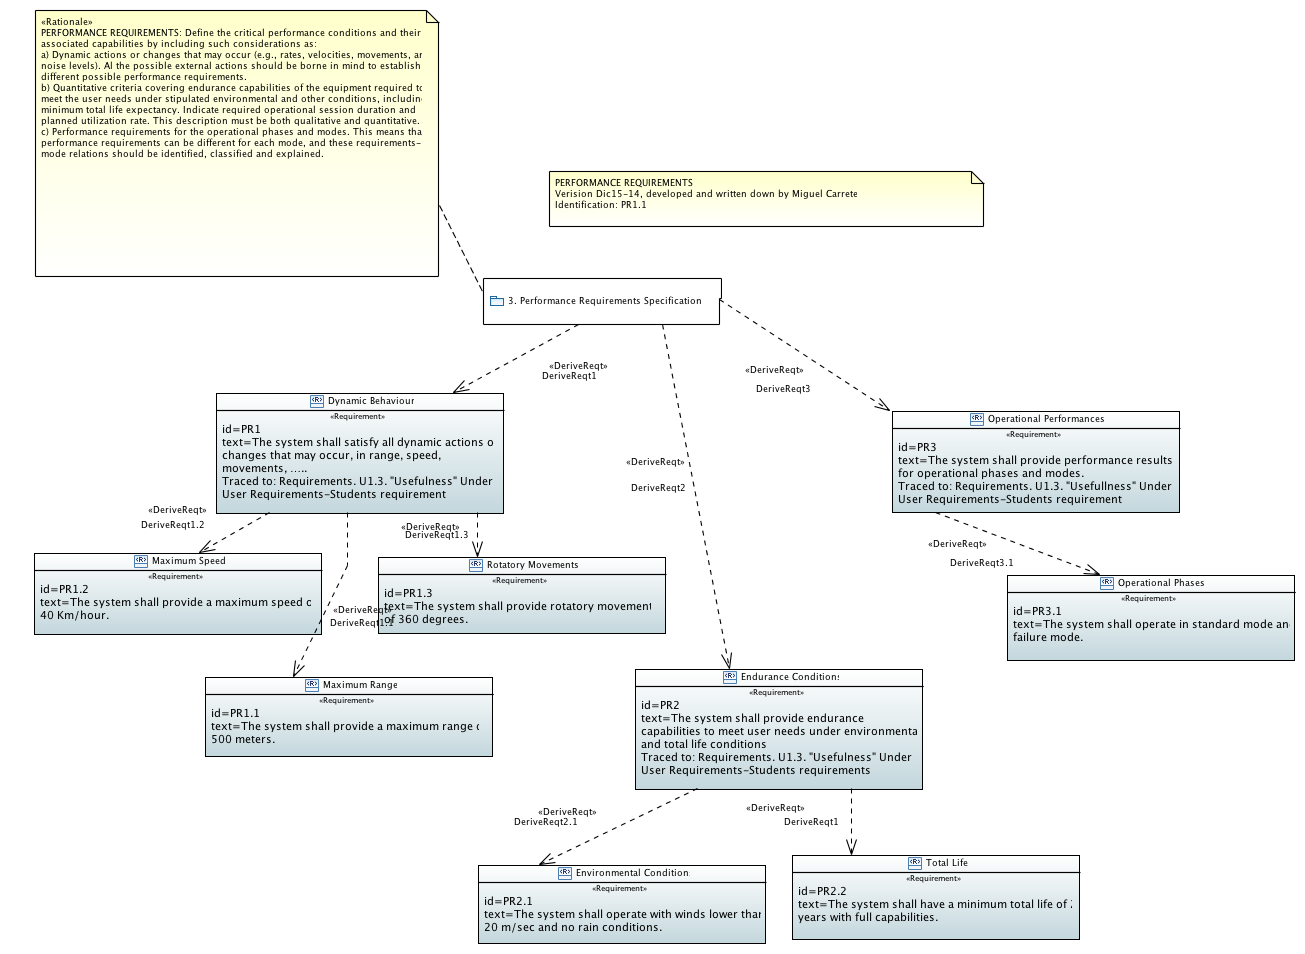 «Rationale»
PERFORMANCE REQUIREMENTS: Define the critical performance conditions and their
associated capabilities by including such considerations as:
a) Dynamic actions or changes that may occur (e.g., rates, velocities, movements, ar
noise levels). Al the possible external actions should be borne in mind to establish
different possible performance requirements.
b) Quantitative criteria covering endurance capabilities of the equipment required to
meet the user needs under stipulated environmental and other conditions, includin
minimum total life expectancy. Indicate required operational session duration and
planned utilization rate. This description must be both qualitative and quantitative.
c) Performance requirements for the operational phases and modes. This means tha
performance requirements can be different for each mode, and these requirements-
mode relations should be identified, classified and explained.
PERFORMANCE REQUIREMENTS
Verision Dic15-14, developed and written down by Miguel Carrete
Identification: PR1.1
3. Performance Requirements Specification
«DeriveReqt»
DeriveReqt1
«DeriveReqt»
DeriveReqt3
Dynamic Behaviour
«Requirement»
id=PR1
text=The system shall satisfy all dynamic actions o
changes that may occur, in range, speed,
movements, .....
Traced to: Requirements. U1.3. "Usefulness" Under
User Requirements-Students requirement
Operational Performances
«Requirement»
id=PR3
text=The system shall provide performance results
for operational phases and modes.
Traced to: Requirements. U1.3. "Usefullness" Under
User Requirements-Students requirement
«DeriveReqt»
DeriveReqt2
«DeriveReqt»
DeriveReqt1.2
«DeriveReqt»
DeriveReqt1.3
«DeriveReqt»
DeriveReqt3.1
Maximum Speed
«Requirement»
id=PR1.2
text=The system shall provide a maximum speed o
40 Km/hour.
Rotatory Movements
«Requirement»
id=PR1.3
text=The system shall provide rotatory movement
of 360 degrees.
«DeriveReqt»
DeriveReqt1.1
Operational Phases
«Requirement»
id=PR3.1
text=The system shall operate in standard mode an
failure mode.
Maximum Range
«Requirement»
id=PR1.1
text=The system shall provide a maximum range o
500 meters.
Endurance Conditions
«Requirement»
id=PR2
text=The system shall provide endurance
capabilities to meet user needs under environmenta
and total life conditions
Traced to: Requirements. U1.3. "Usefulness" Under
User Requirements-Students requirements
«DeriveReqt»
DeriveReqt2.1
«DeriveReqt»
DeriveReqt1
Environmental Condition
«Requirement»
id=PR2.1
text=The system shall operate with winds lower than
20 m/sec and no rain conditions.
Total Life
«Requirement»
id=PR2.2
text=The system shall have a minimum total life of
years with full capabilities.